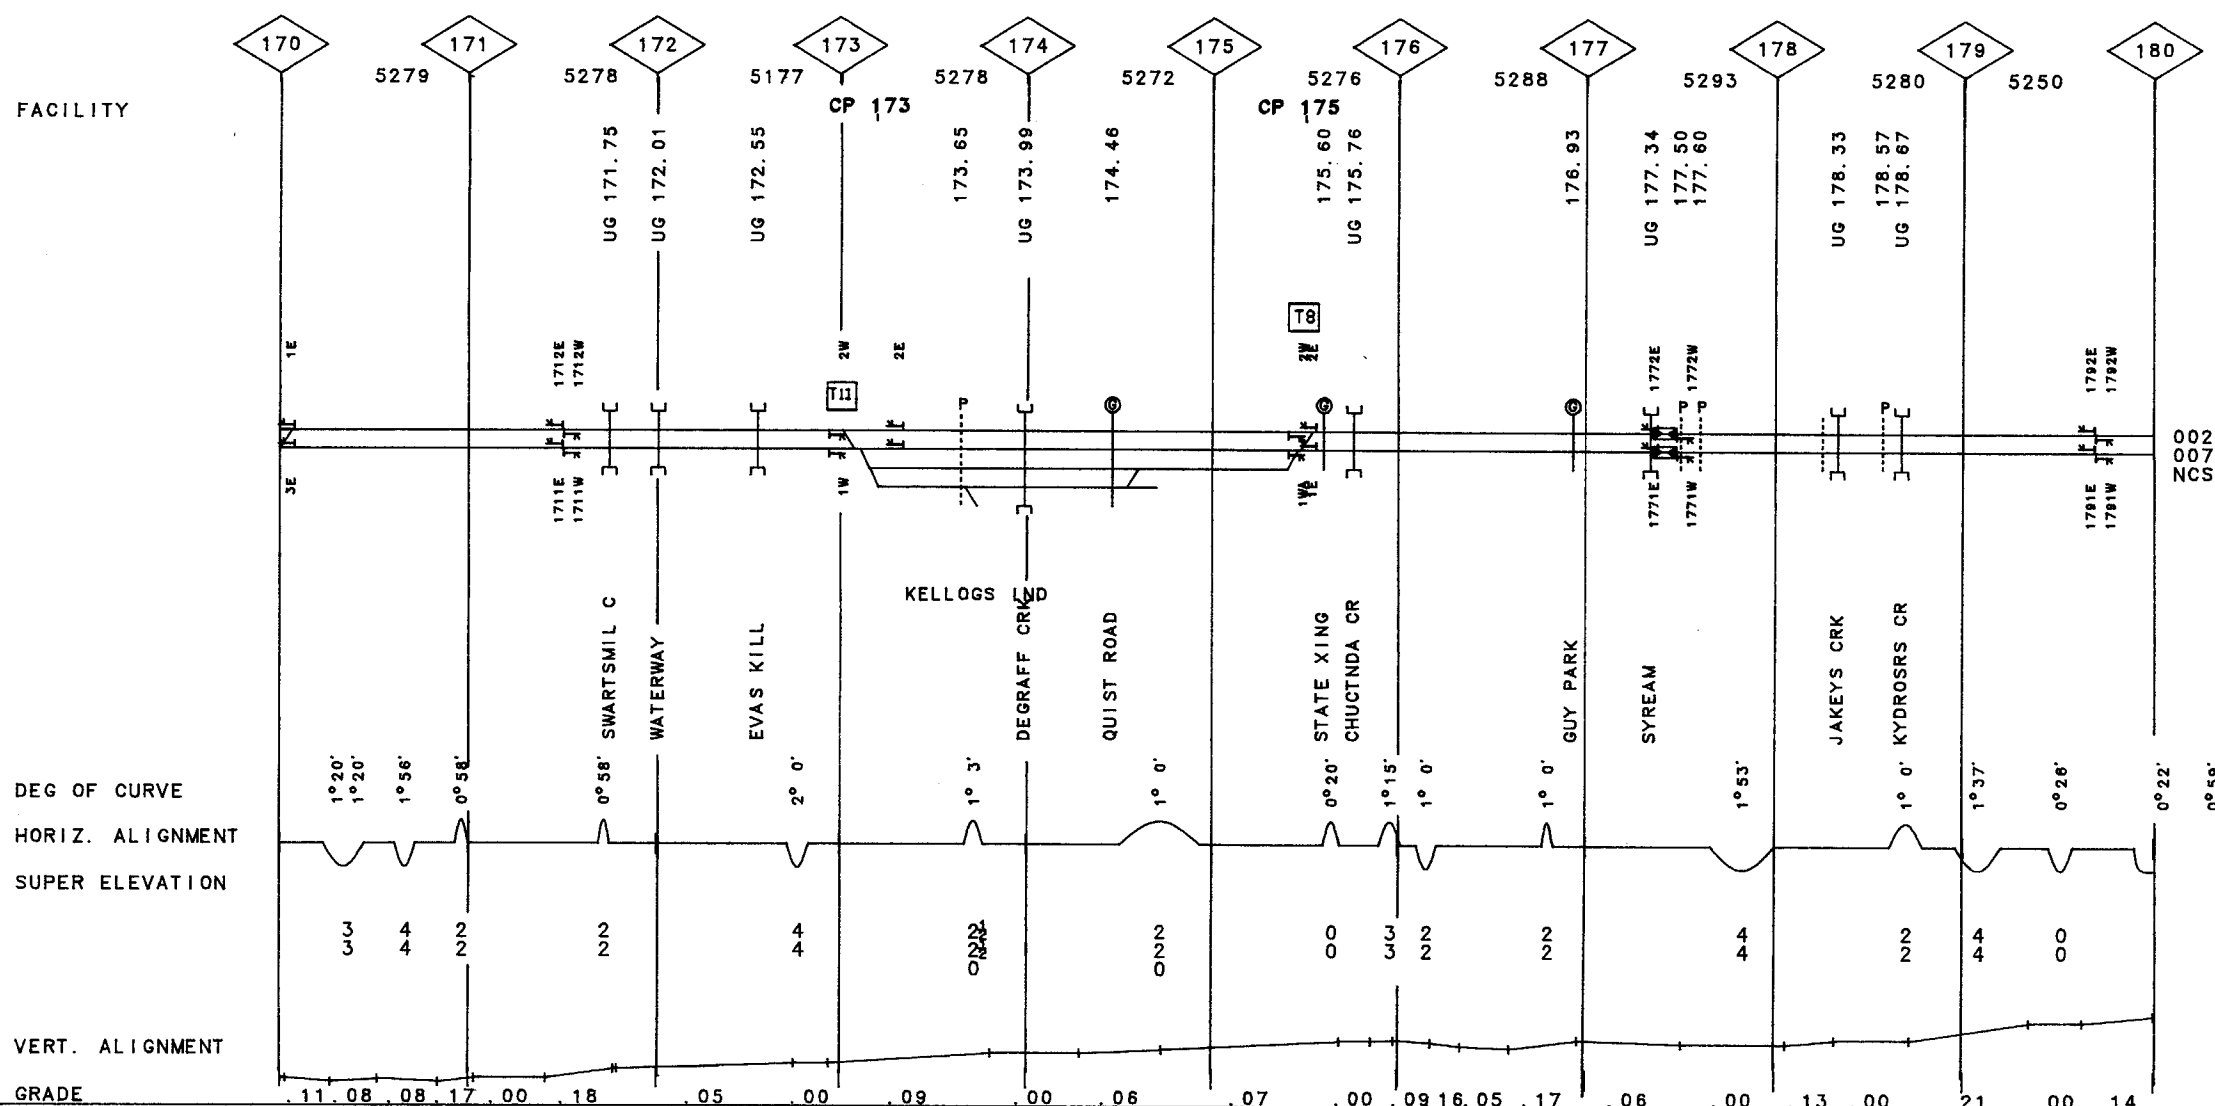 170 171 172 173 174 175 176 177 178 179 180
5279 5278 5177 5278 5272 5276 5288 5293 5280 5250
FACILITY
CP 173 CP 175
UG 171.75
UG 172.01
UG 172.55
173.65
UG 173.99
174.46
175.60
UG 175.76
176.93
UG 177.34
177.50
177.60
UG 178.33
178.57
UG 178.67
T8
1E
1712E
1712W
2W
2E
2W
1772E
1772W
1792E
1792W
T11
P
G
G
G
P P
P
002
007
NCS
3E
1711E
1711W
1W
1771E
1771W
1791E
1791W
KELLOGS LND
SWARTSMIL C
WATERWAY
EVAS KILL
DEGRAFF CRK
QUIST ROAD
STATE XING
CHUCTNDA CR
GUY PARK
SYREAM
JAKEYS CRK
KYDROSRS CR
DEG OF CURVE
1°20'
1°20'
1°56'
0°58'
0°58'
2° 0'
1° 3'
1° 0'
0°20'
1°15'
1° 0'
1° 0'
1°53'
1° 0'
1°37'
0°26'
0°22'
0°59'
HORIZ. ALIGNMENT
SUPER ELEVATION
3 4 2 2 4 2 0 3 2 2 4 2 4 0
3 4 2 2 4 2 0 3 2 2 4 2 4 0
0 0
VERT. ALIGNMENT
GRADE .11 .08 .08 .17 .00 .18 .05 .00 .09 .00 .06 .07 .00 .09 16 .05 .17 .06 .00 .13 .00 .21 .00 .14